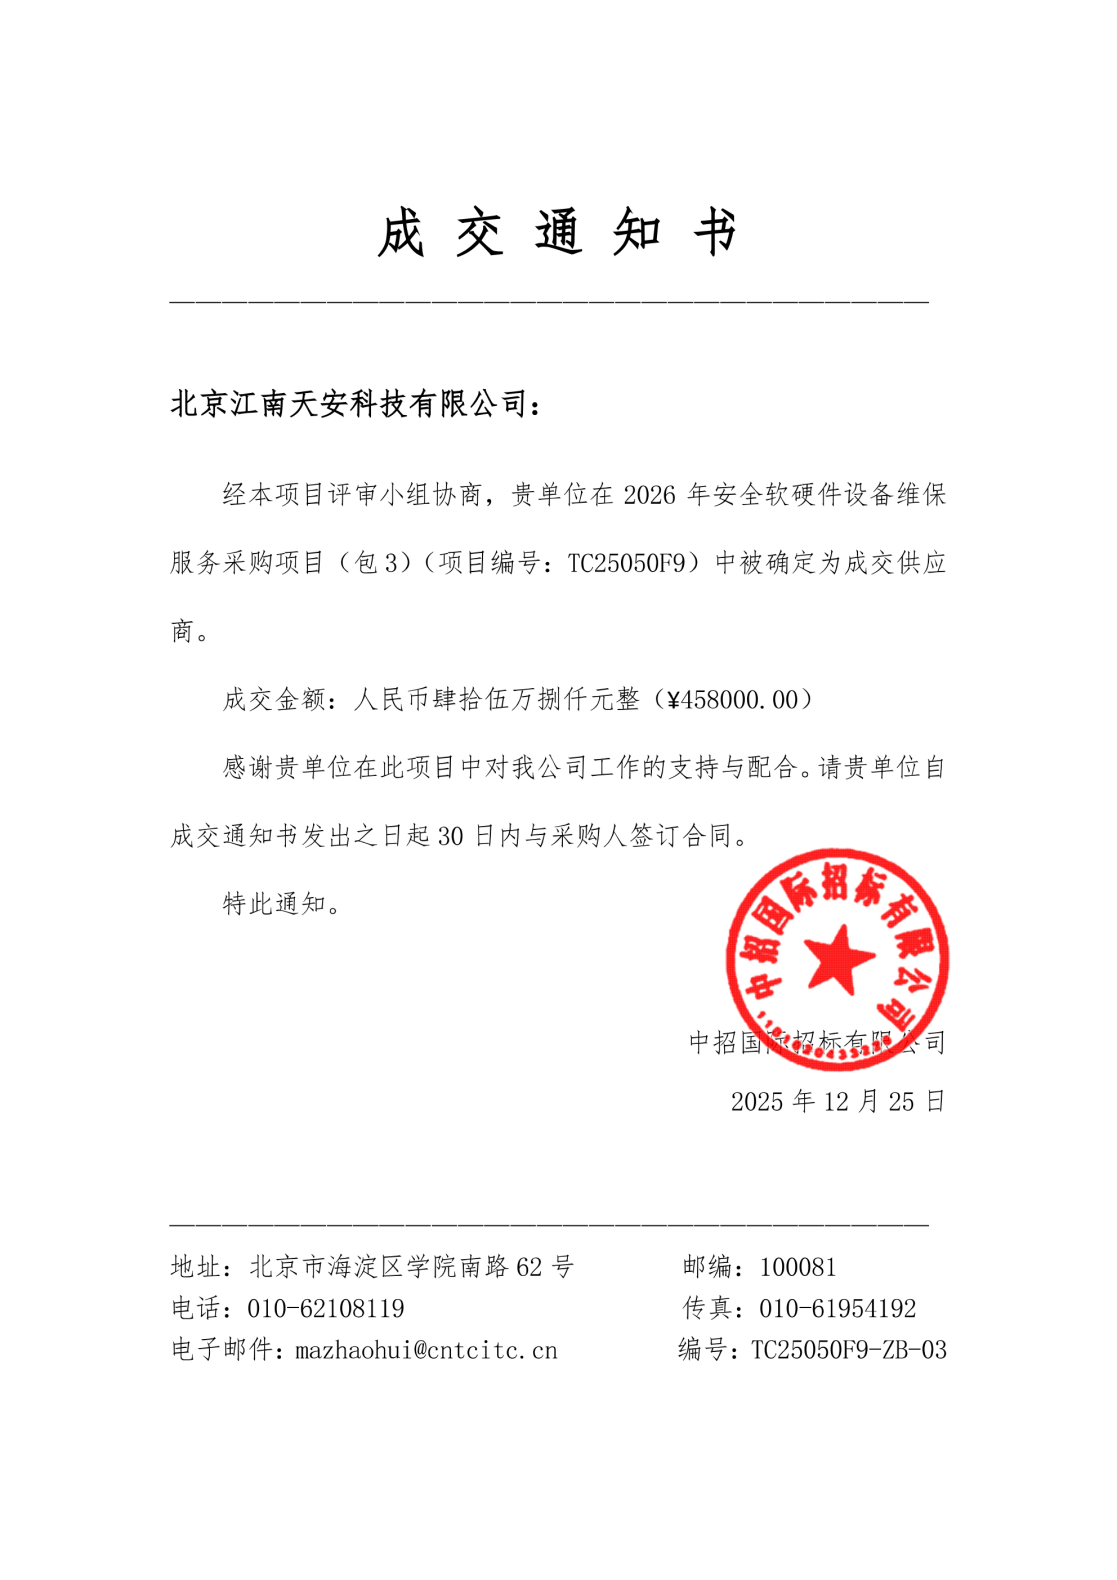 成交通知书
北京江南天安科技有限公司：
经本项目评审小组协商，贵单位在 2026 年安全软硬件设备维保
服务采购项目（包 3）（项目编号：TC25050F9）中被确定为成交供应
商。
成交金额：人民币肆拾伍万捌仟元整（¥458000.00）
感谢贵单位在此项目中对我公司工作的支持与配合。请贵单位自
成交通知书发出之日起 30 日内与采购人签订合同。
特此通知。
中招国际招标有限公司
中招国际招标有限公司
2025 年 12 月 25 日
地址：北京市海淀区学院南路 62 号 邮编：100081
电话：010-62108119 传真：010-61954192
电子邮件：mazhaohui@cntcitc.cn 编号：TC25050F9-ZB-03